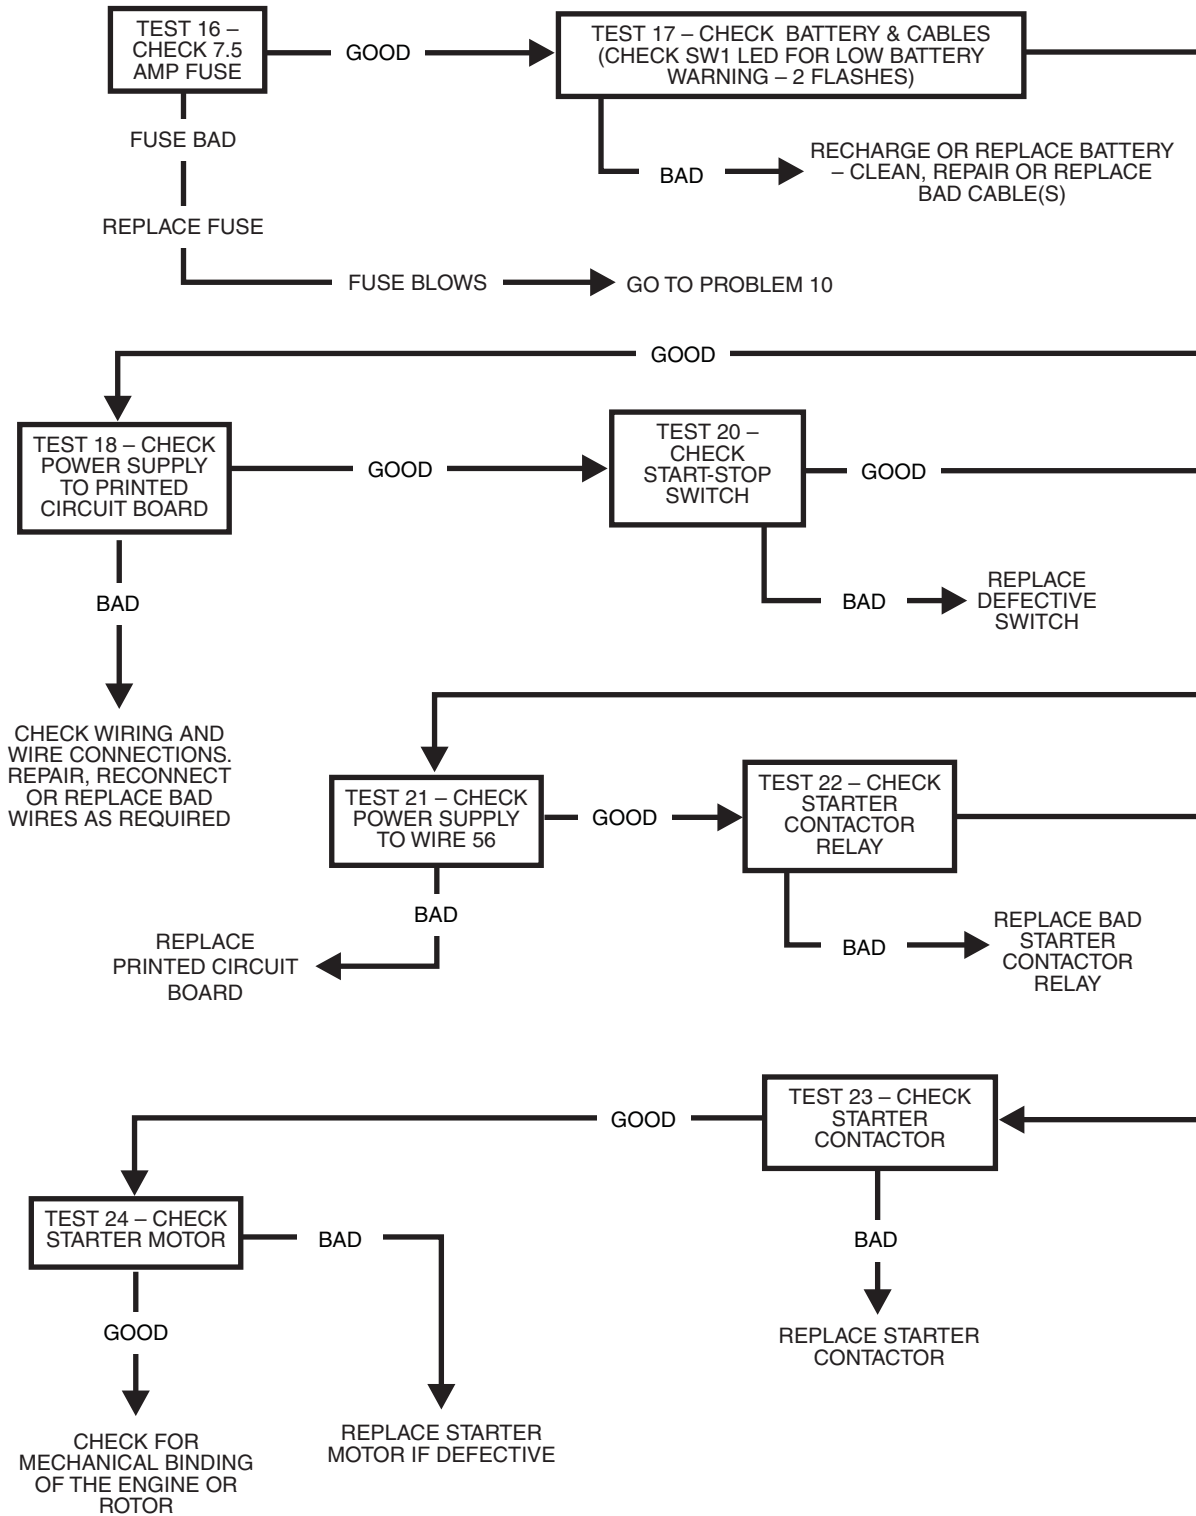 TEST 16 –
CHECK 7.5
AMP FUSE
GOOD
TEST 17 – CHECK BATTERY & CABLES
(CHECK SW1 LED FOR LOW BATTERY
WARNING – 2 FLASHES)
FUSE BAD
BAD
RECHARGE OR REPLACE BATTERY
– CLEAN, REPAIR OR REPLACE
BAD CABLE(S)
REPLACE FUSE
FUSE BLOWS
GO TO PROBLEM 10
GOOD
TEST 18 – CHECK
POWER SUPPLY
TO PRINTED
CIRCUIT BOARD
GOOD
TEST 20 –
CHECK
START-STOP
SWITCH
GOOD
BAD
BAD
REPLACE
DEFECTIVE
SWITCH
CHECK WIRING AND
WIRE CONNECTIONS.
REPAIR, RECONNECT
OR REPLACE BAD
WIRES AS REQUIRED
TEST 21 – CHECK
POWER SUPPLY
TO WIRE 56
GOOD
TEST 22 – CHECK
STARTER
CONTACTOR
RELAY
BAD
REPLACE
PRINTED CIRCUIT
BOARD
BAD
REPLACE BAD
STARTER
CONTACTOR
RELAY
TEST 23 – CHECK
STARTER
CONTACTOR
GOOD
TEST 24 – CHECK
STARTER MOTOR
BAD
BAD
GOOD
REPLACE STARTER
CONTACTOR
CHECK FOR
MECHANICAL BINDING
OF THE ENGINE OR
ROTOR
REPLACE STARTER
MOTOR IF DEFECTIVE